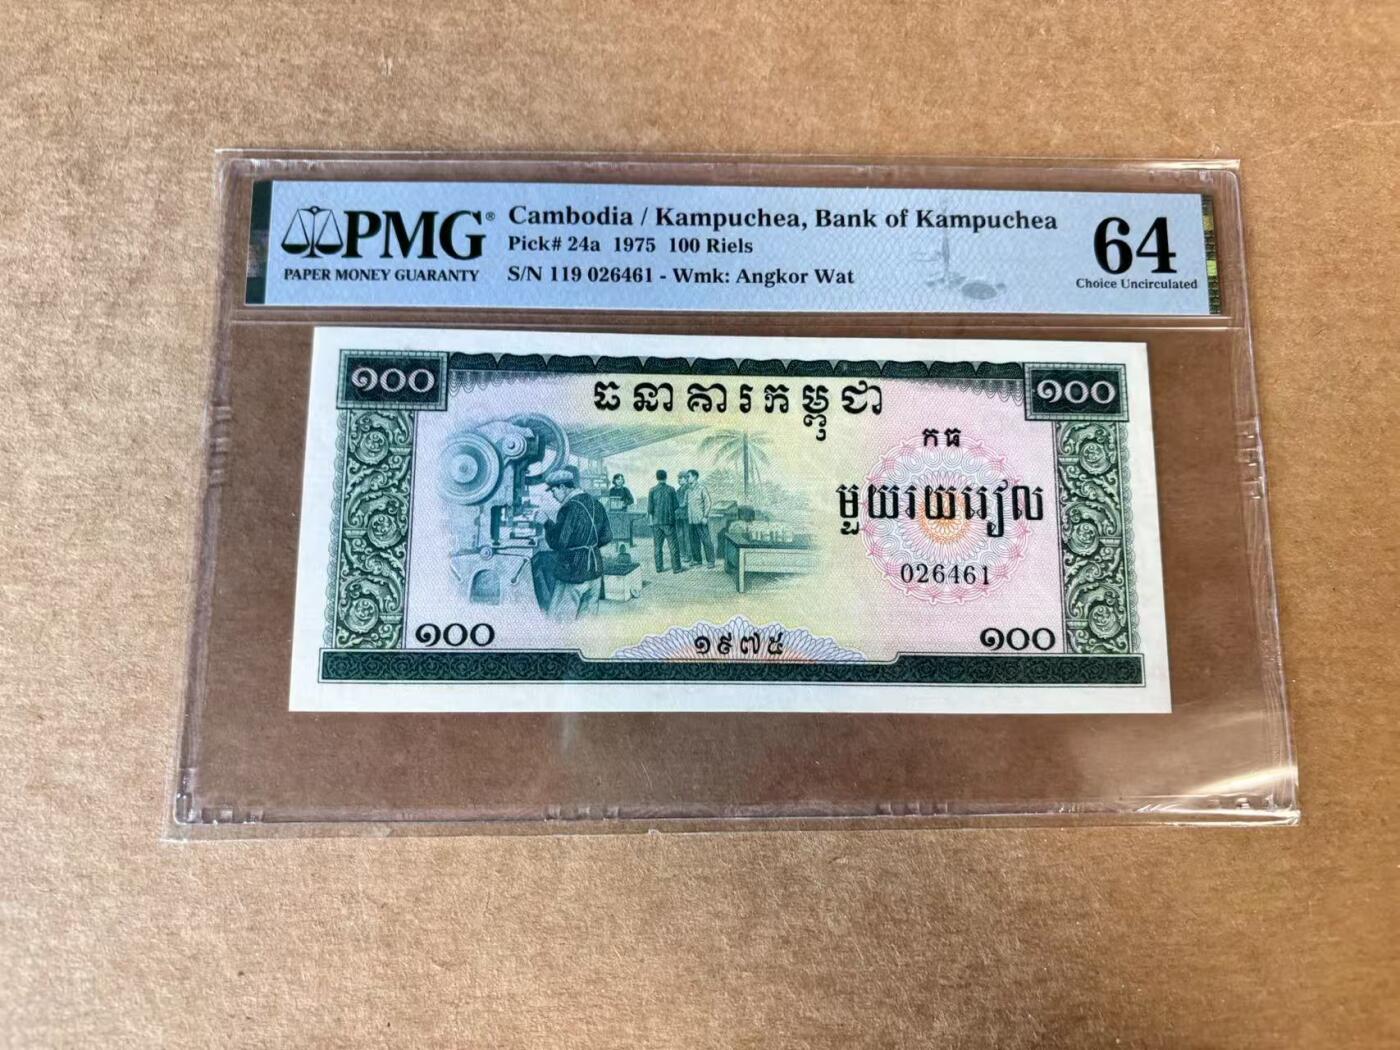 PMG®
PAPER MONEY GUARANTY
Cambodia / Kampuchea, Bank of Kampuchea
Pick# 24a 1975 100 Riels
S/N 119 026461 - Wmk: Angkor Wat
64
Choice Uncirculated
១០០
ធនាគារកម្ពុជា
១០០
កធ
មួយរយរៀល
026461
១០០
១៩៧៥
១០០